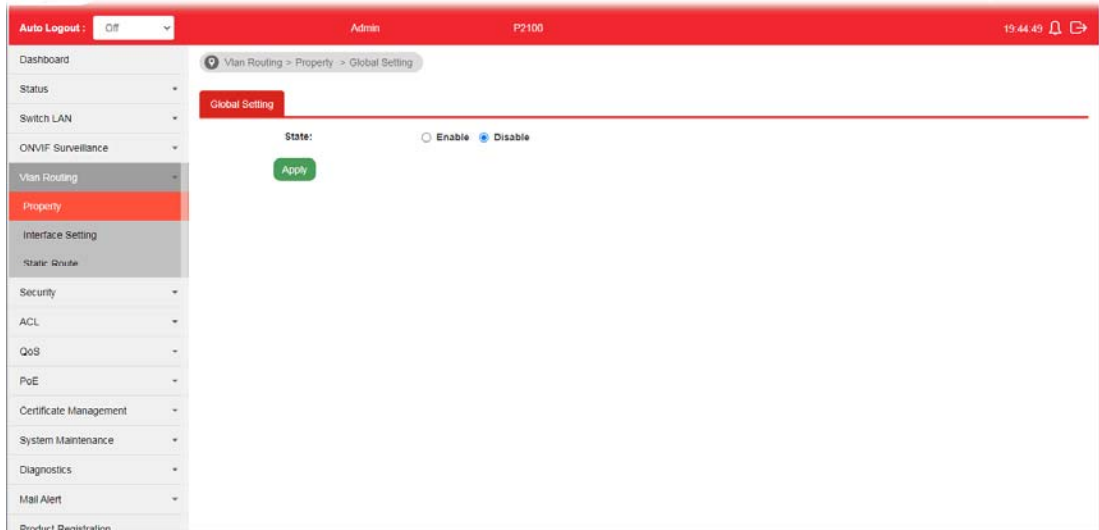 Auto Logout : Off Admin P2100 19:44:49
Dashboard
Vlan Routing > Property > Global Setting
Status
Global Setting
Switch LAN
State: Enable Disable
ONVIF Surveillance
Apply
Vlan Routing
Property
Interface Setting
Static Route
Security
ACL
QoS
PoE
Certificate Management
System Maintenance
Diagnostics
Mail Alert
Product Registration